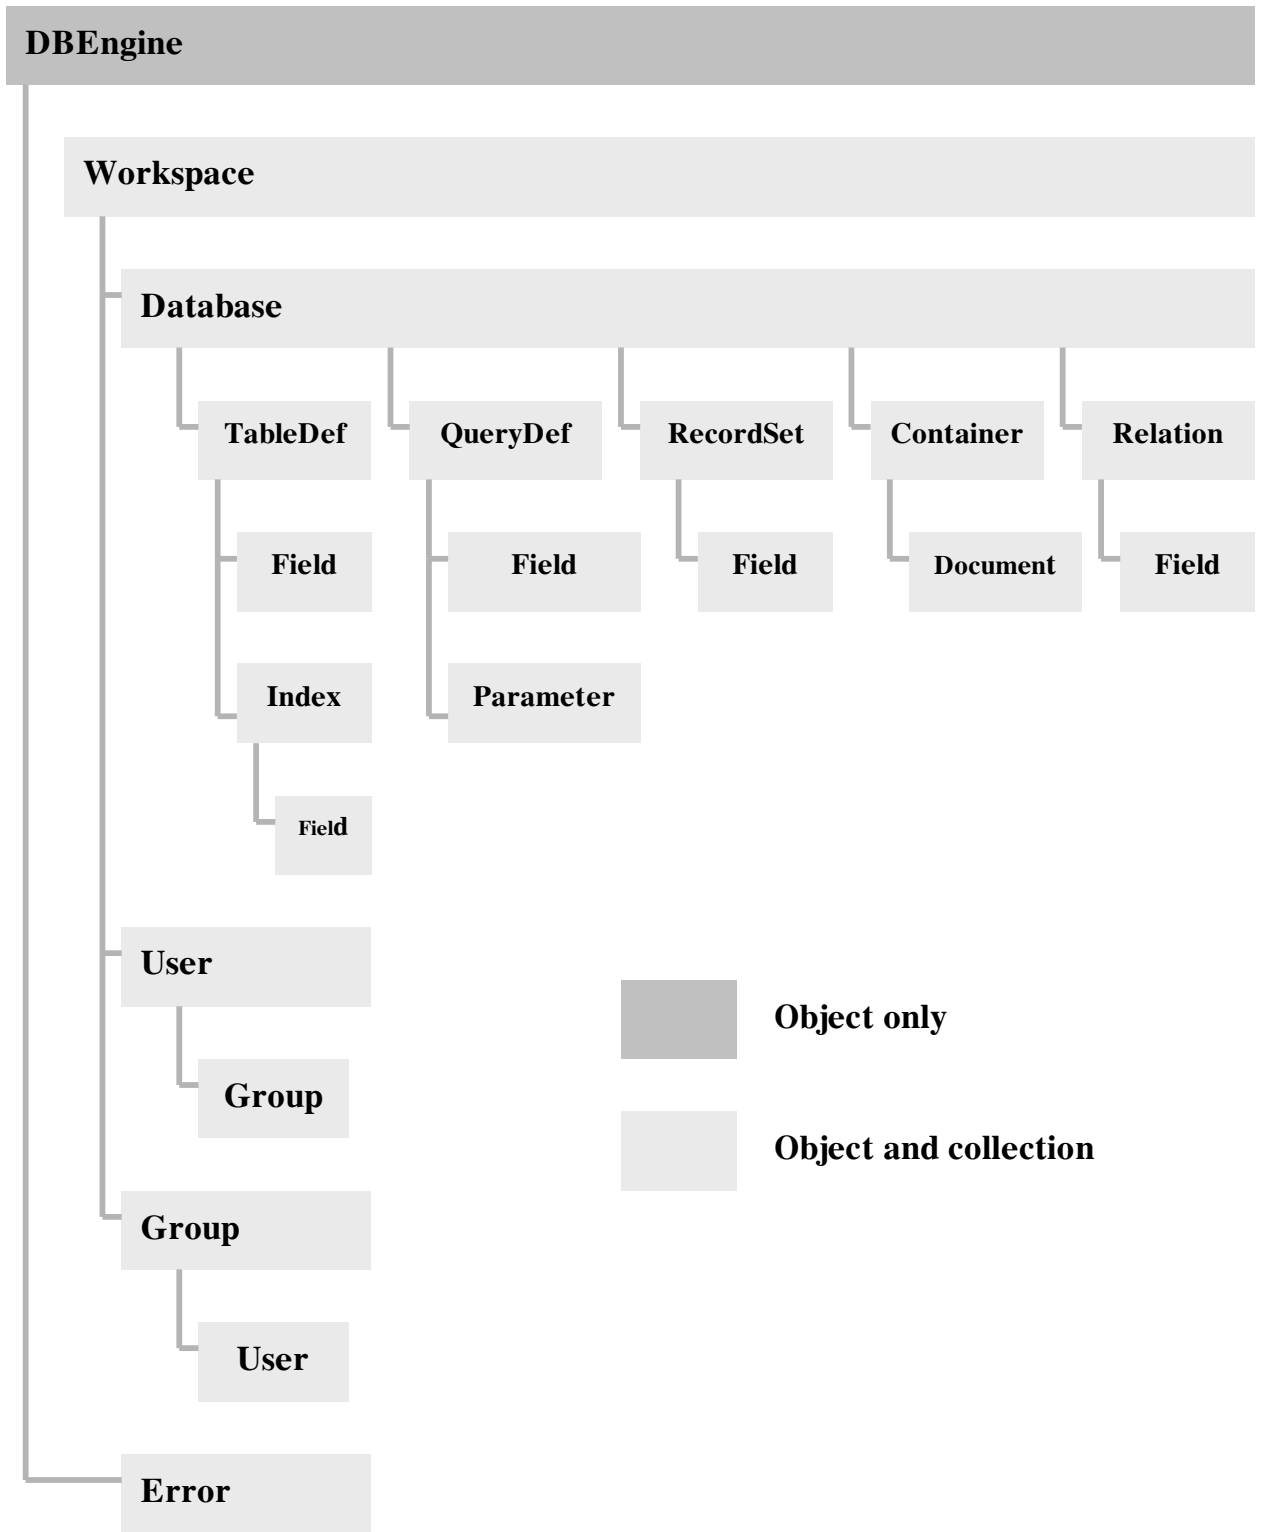 DBEngine
Workspace
Database
TableDef QueryDef RecordSet Container Relation
Field Field Field Document Field
Index Parameter
Field
User
Object only
Group
Object and collection
Group
User
Error